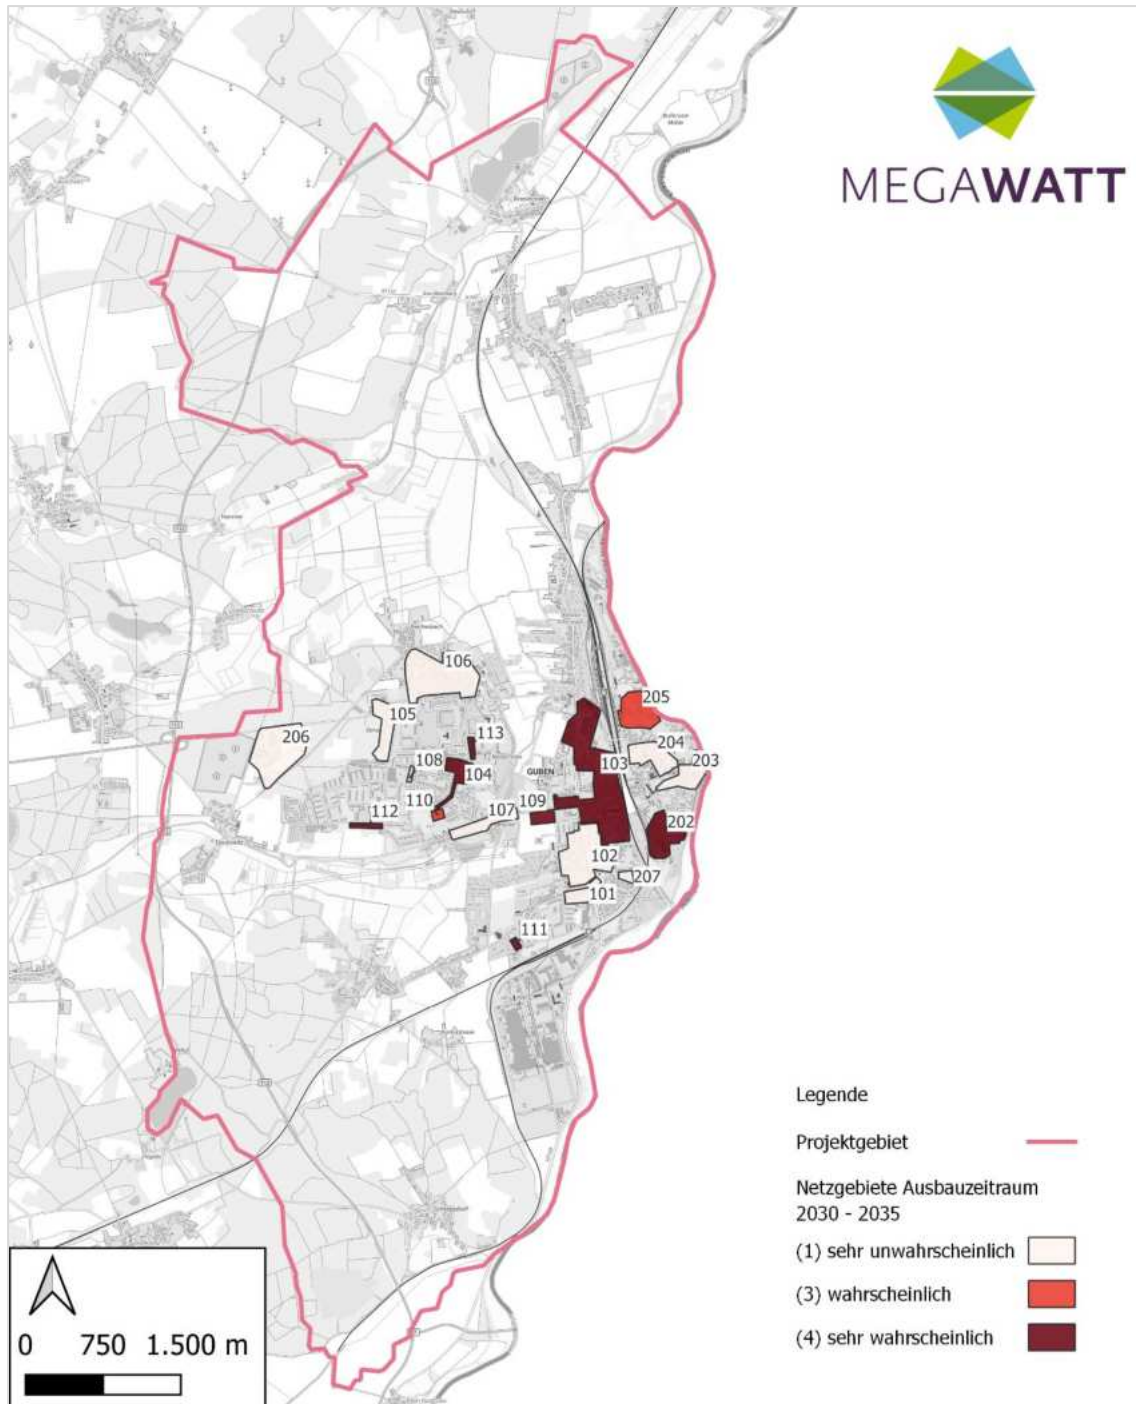 MEGAWATT
106
105
205
206
113
204
108
103
203
104
GUBEN
110
107
109
112
202
102
207
101
111
Legende
Projektgebiet
Netzgebiete Ausbauzeitraum
2030 - 2035
(1) sehr unwahrscheinlich
(3) wahrscheinlich
(4) sehr wahrscheinlich
0 750 1.500 m